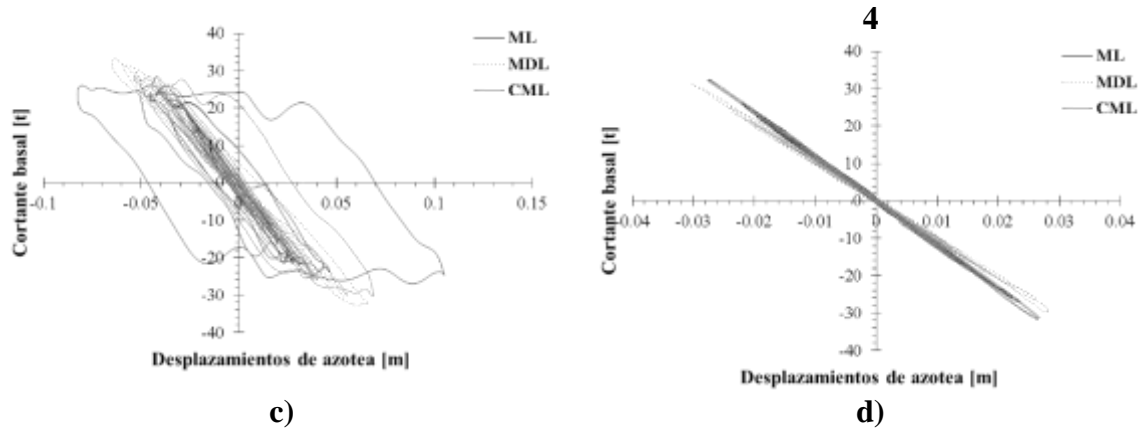 4
40
30
20
10
0
-10
-20
-30
-40
-0.1
-0.05
0
0.05
0.1
0.15
Cortante basal [t]
Desplazamientos de azotea [m]
ML
MDL
CML
c)
40
30
20
10
0
-10
-20
-30
-40
-0.04
-0.03
-0.02
-0.01
0
0.01
0.02
0.03
0.04
Cortante basal [t]
Desplazamientos de azotea [m]
ML
MDL
CML
d)